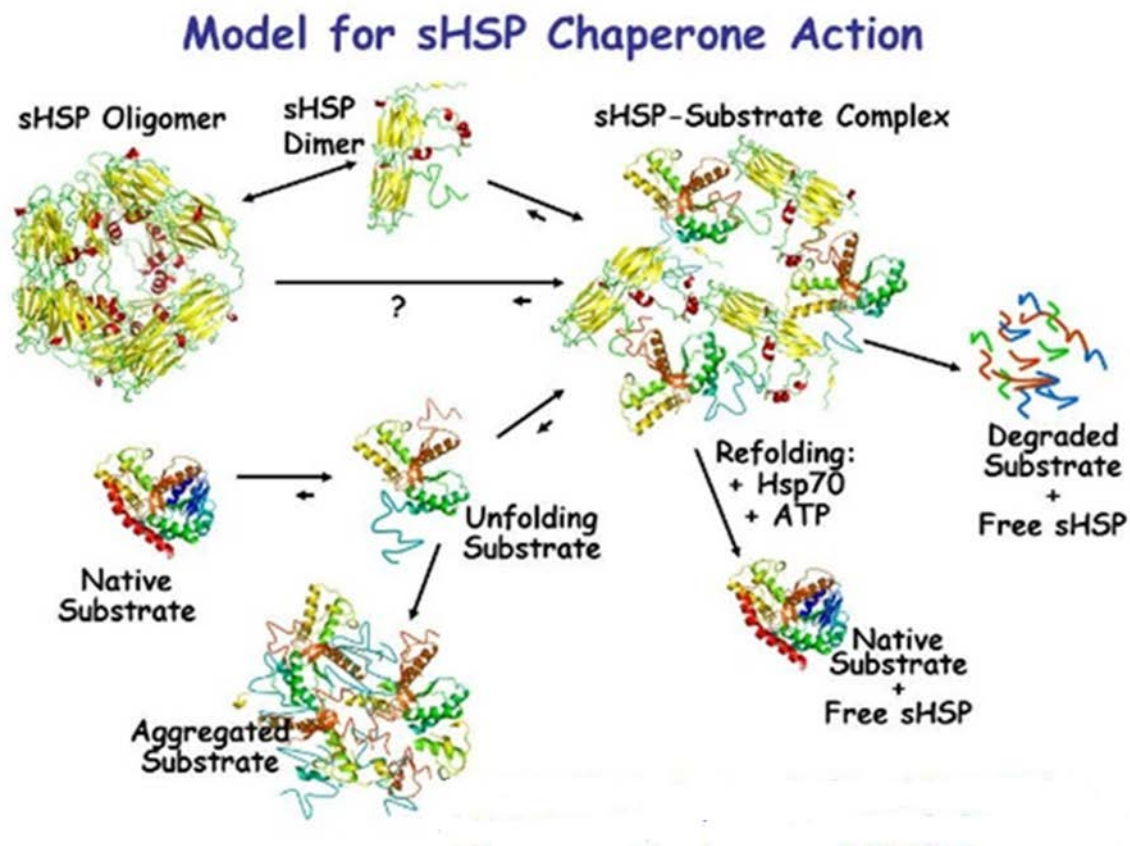 Model for sHSP Chaperone Action
sHSP Oligomer
sHSP
Dimer
sHSP-Substrate Complex
?
Native
Substrate
Unfolding
Substrate
Aggregated
Substrate
Refolding:
+ Hsp70
+ ATP
Native
Substrate
+
Free sHSP
Degraded
Substrate
+
Free sHSP